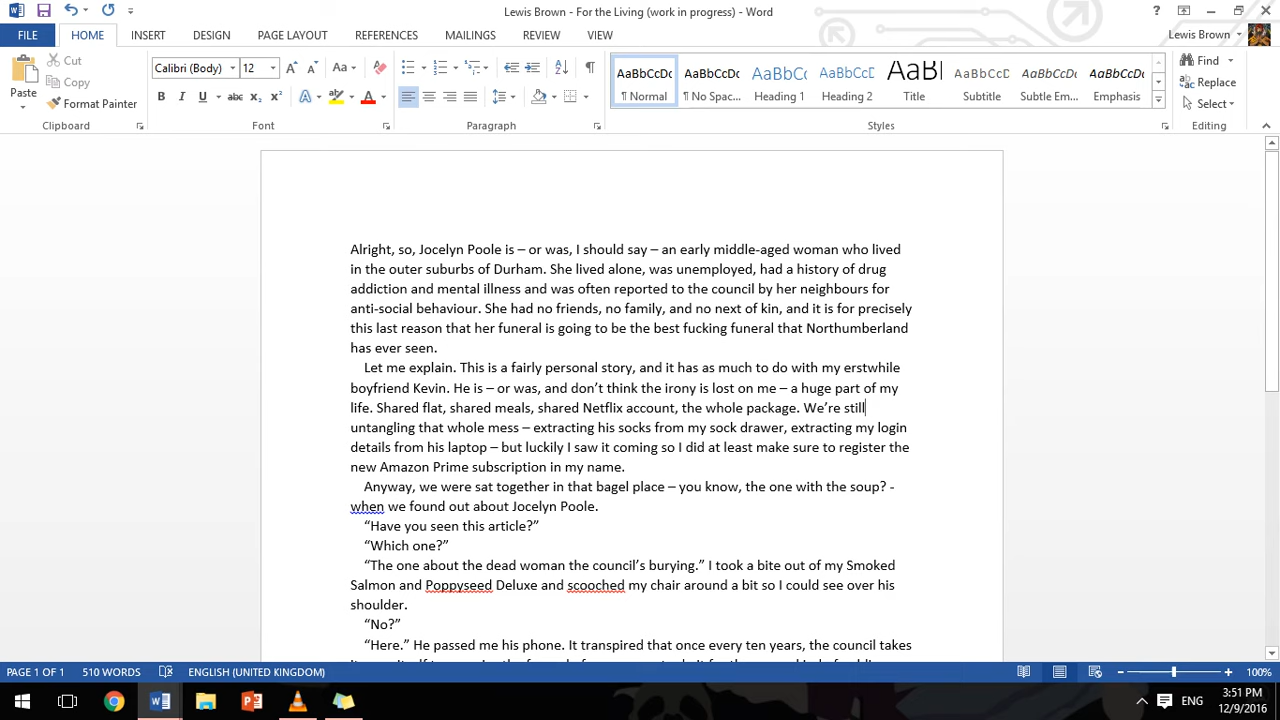 Lewis Brown - For the Living (work in progress) - Word
FILE HOME INSERT DESIGN PAGE LAYOUT REFERENCES MAILINGS REVIEW VIEW Lewis Brown
Paste
Cut
Copy
Format Painter
Calibri (Body) 12
AaBbCcDc AaBbCcDc AaBbCc AaBbCcD AaBl AaBbCcD AaBbCcDc AaBbCcDc
¶ Normal ¶ No Spac... Heading 1 Heading 2 Title Subtitle Subtle Em... Emphasis
Find
Replace
Select
Clipboard Font Paragraph Styles Editing
Alright, so, Jocelyn Poole is – or was, I should say – an early middle-aged woman who lived
in the outer suburbs of Durham. She lived alone, was unemployed, had a history of drug
addiction and mental illness and was often reported to the council by her neighbours for
anti-social behaviour. She had no friends, no family, and no next of kin, and it is for precisely
this last reason that her funeral is going to be the best fucking funeral that Northumberland
has ever seen.
Let me explain. This is a fairly personal story, and it has as much to do with my erstwhile
boyfriend Kevin. He is – or was, and don’t think the irony is lost on me – a huge part of my
life. Shared flat, shared meals, shared Netflix account, the whole package. We’re still
untangling that whole mess – extracting his socks from my sock drawer, extracting my login
details from his laptop – but luckily I saw it coming so I did at least make sure to register the
new Amazon Prime subscription in my name.
Anyway, we were sat together in that bagel place – you know, the one with the soup? -
when we found out about Jocelyn Poole.
“Have you seen this article?”
“Which one?”
“The one about the dead woman the council’s burying.” I took a bite out of my Smoked
Salmon and Poppyseed Deluxe and scooched my chair around a bit so I could see over his
shoulder.
“No?”
“Here.” He passed me his phone. It transpired that once every ten years, the council takes
PAGE 1 OF 1 510 WORDS ENGLISH (UNITED KINGDOM) 100%
ENG
3:51 PM
12/9/2016